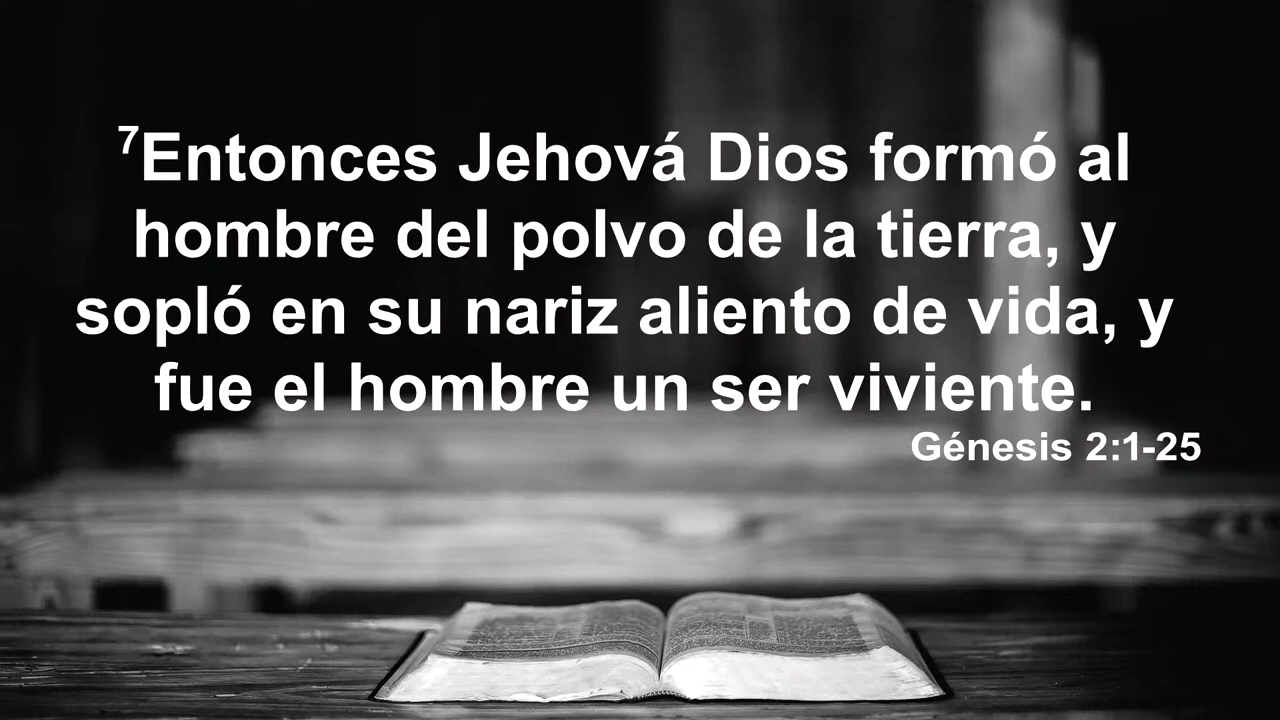 ⁷Entonces Jehová Dios formó al
hombre del polvo de la tierra, y
sopló en su nariz aliento de vida, y
fue el hombre un ser viviente.
Génesis 2:1-25